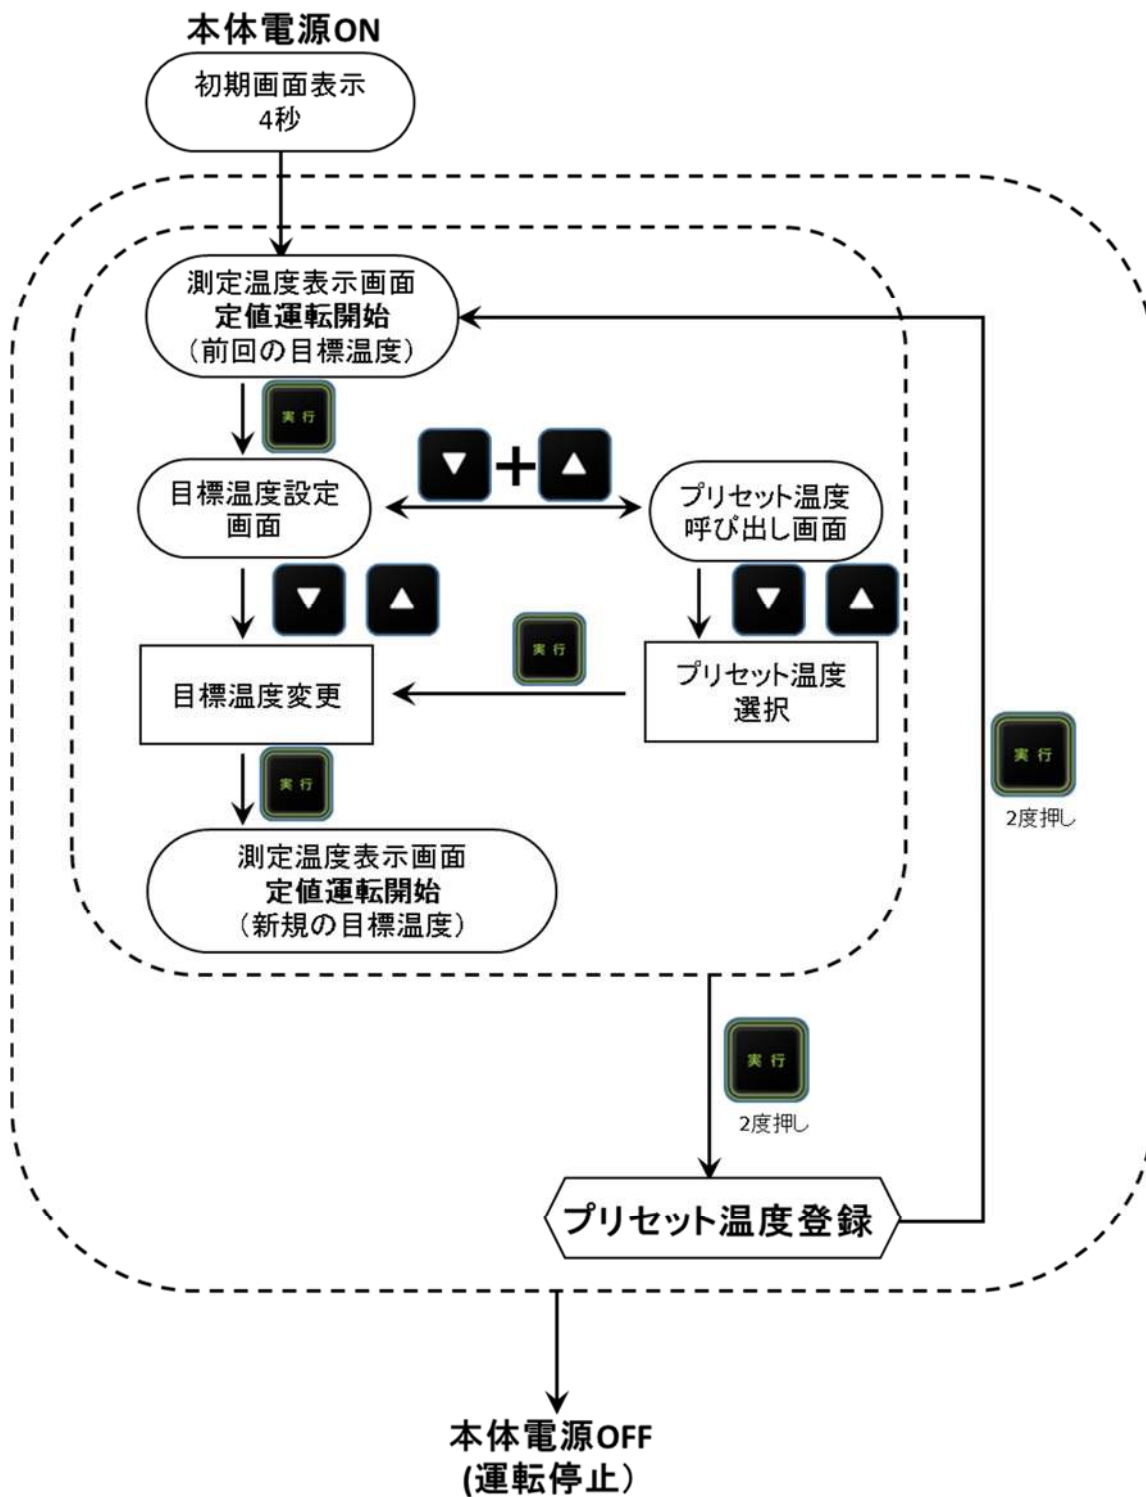 本体電源ON
初期画面表示
4秒
測定温度表示画面
定値運転開始
(前回の目標温度)
実行
▼+▲
目標温度設定
画面
プリセット温度
呼び出し画面
▼ ▲
▼ ▲
実行
目標温度変更
プリセット温度
選択
実行
実行
2度押し
測定温度表示画面
定値運転開始
(新規の目標温度)
実行
2度押し
プリセット温度登録
本体電源OFF
(運転停止)